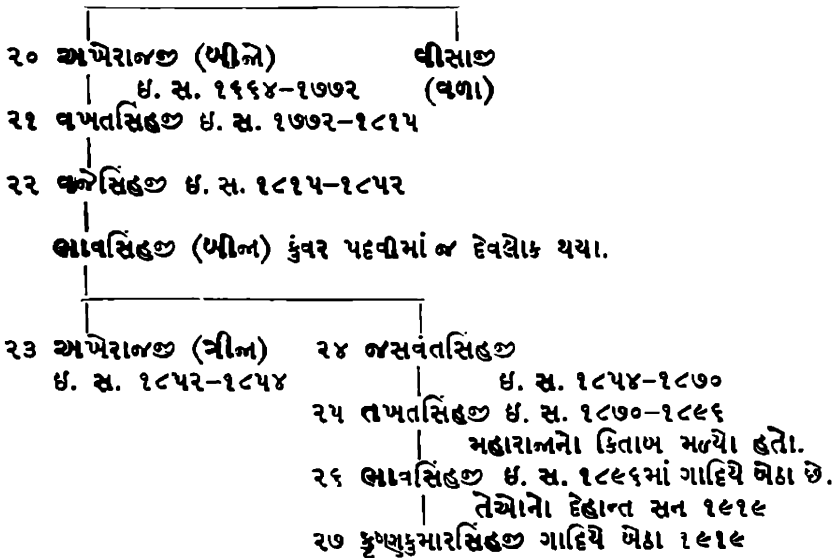 ૨૦ અખેરાજજી (બીજો) વીસાજી
ઇ. સ. ૧૬૬૪–૧૭૭૨ (વળા)
૨૧ વખતસિંહજી ઇ. સ. ૧૭૭૨–૧૮૧૫
૨૨ વજેસિંહજી ઇ. સ. ૧૮૧૫–૧૮૫૨
ભાવસિંહજી (બીજા) કુંવર પદવીમાં જ દેવલોક થયા.
૨૩ અખેરાજજી (ત્રીજા) ૨૪ જસવંતસિંહજી
ઇ. સ. ૧૮૫૨–૧૮૫૪ ઇ. સ. ૧૮૫૪–૧૮૭૦
૨૫ તખતસિંહજી ઇ. સ. ૧૮૭૦–૧૮૯૬
મહારાજાનો કિતાબ મળ્યો હતો.
૨૬ ભાવસિંહજી ઇ. સ. ૧૮૯૬માં ગાદિયે બેઠા છે.
તેઓનો દેહાન્ત સન ૧૯૧૯
૨૭ કૃષ્ણકુમારસિંહજી ગાદિયે બેઠા ૧૯૧૯